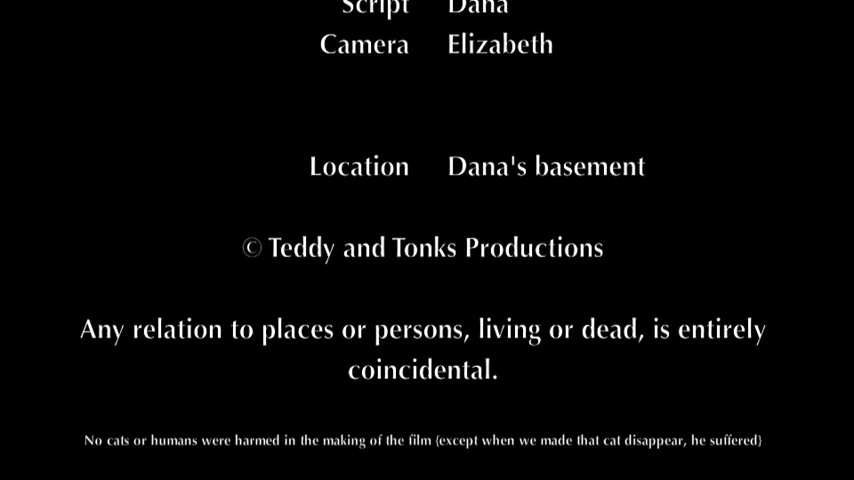 Script Dana
Camera Elizabeth
Location Dana's basement
© Teddy and Tonks Productions
Any relation to places or persons, living or dead, is entirely
coincidental.
No cats or humans were harmed in the making of the film {except when we made that cat disappear, he suffered}